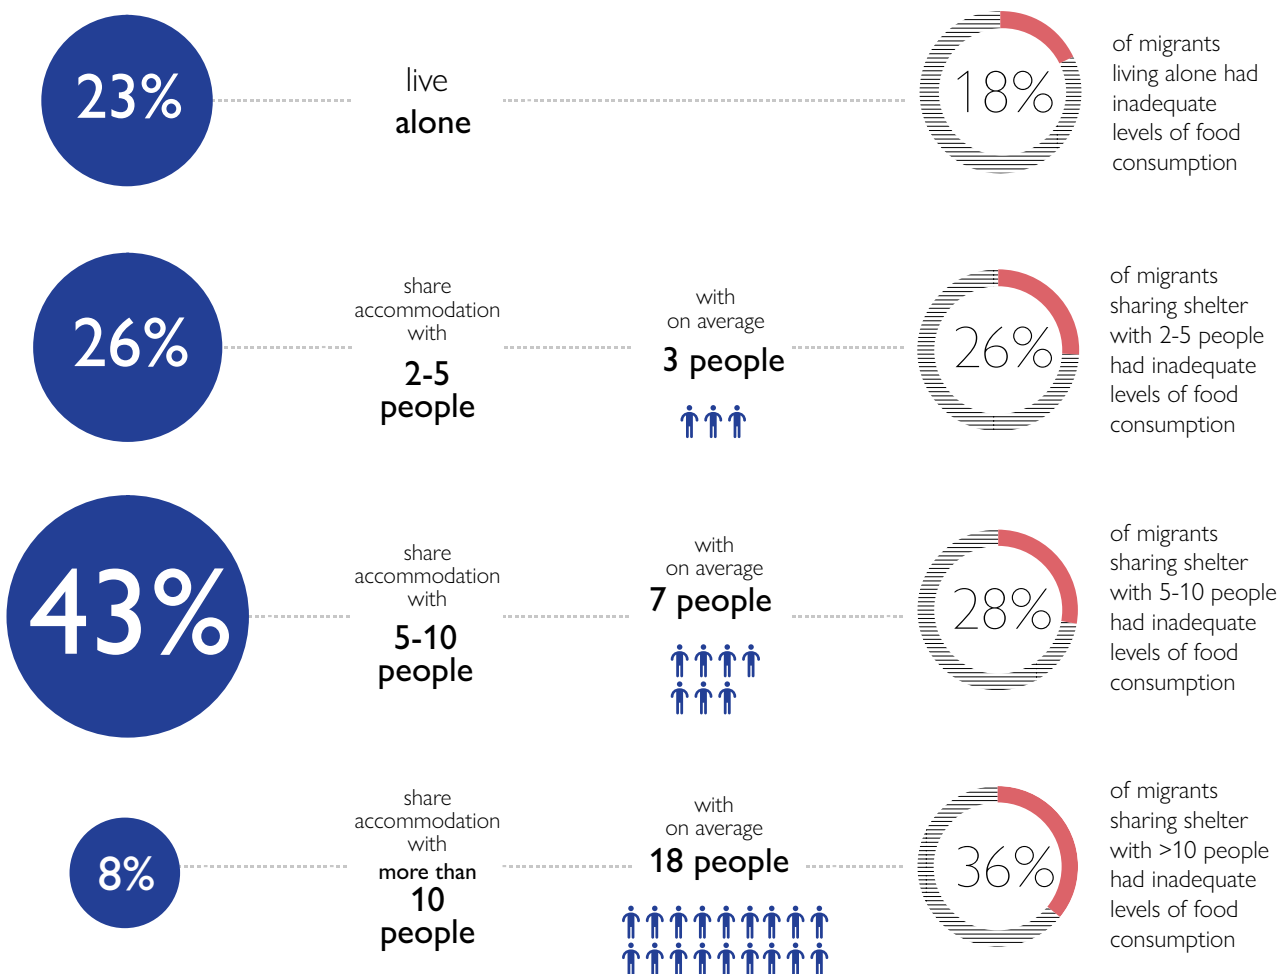 23%
live
alone
18%
of migrants
living alone had
inadequate
levels of food
consumption
26%
share
accommodation
with
2-5
people
with
on average
3 people
26%
of migrants
sharing shelter
with 2-5 people
had inadequate
levels of food
consumption
43%
share
accommodation
with
5-10
people
with
on average
7 people
28%
of migrants
sharing shelter
with 5-10 people
had inadequate
levels of food
consumption
8%
share
accommodation
with
more than
10
people
with
on average
18 people
36%
of migrants
sharing shelter
with >10 people
had inadequate
levels of food
consumption